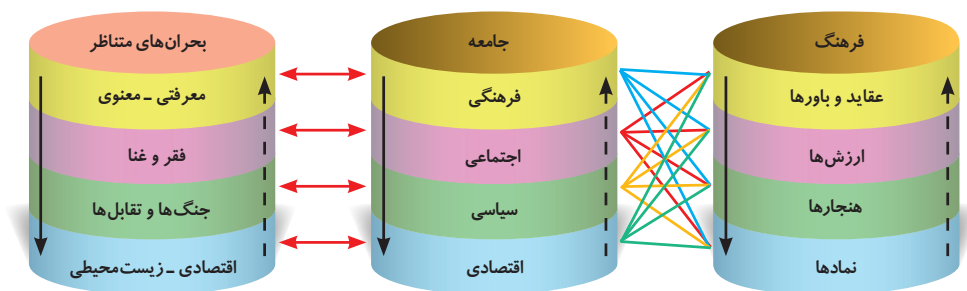 فرهنگ
عقاید و باورها
ارزش‌ها
هنجارها
نمادها
جامعه
فرهنگی
اجتماعی
سیاسی
اقتصادی
بحران‌های متناظر
معرفتی ـ معنوی
فقر و غنا
جنگ‌ها و تقابل‌ها
اقتصادی ـ زیست‌محیطی